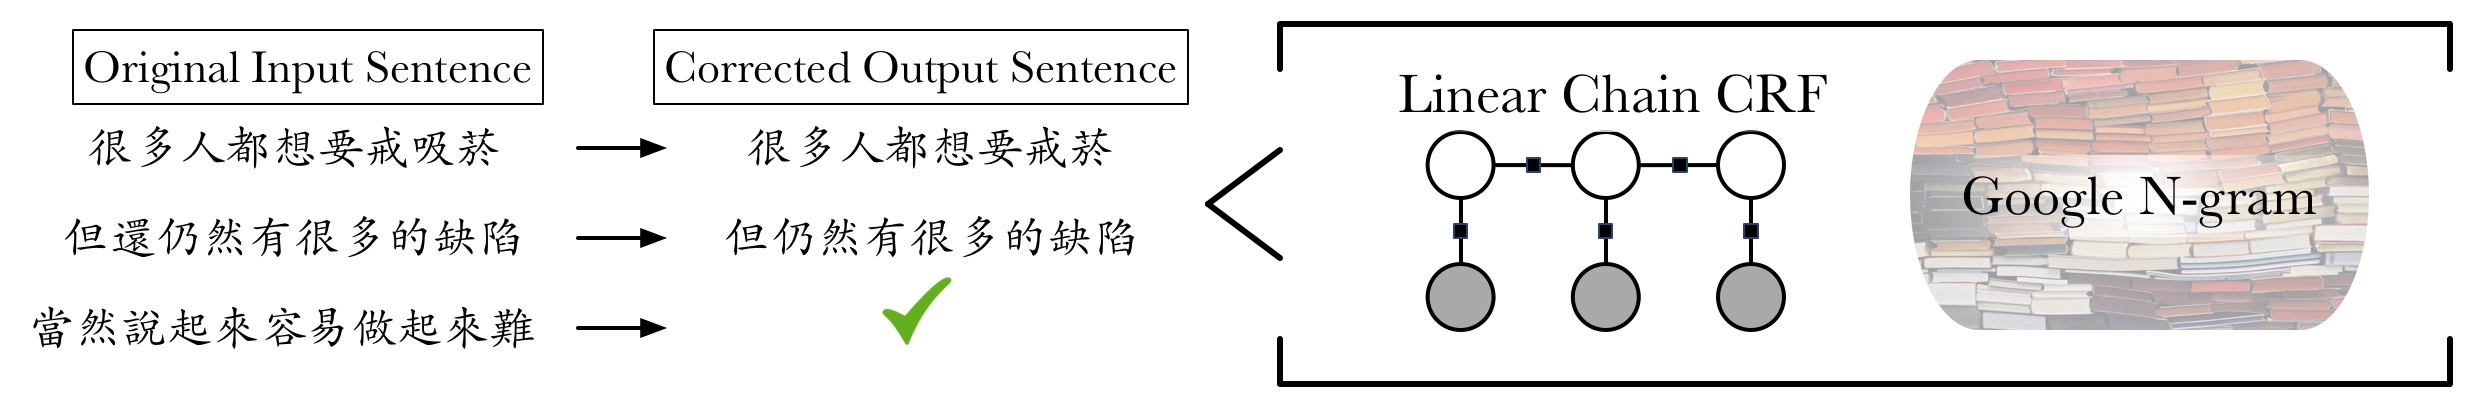 Original Input Sentence
Corrected Output Sentence
很多人都想要戒吸菸
很多人都想要戒菸
但還仍然有很多的缺陷
但仍然有很多的缺陷
當然說起來容易做起來難
Linear Chain CRF
Google N-gram